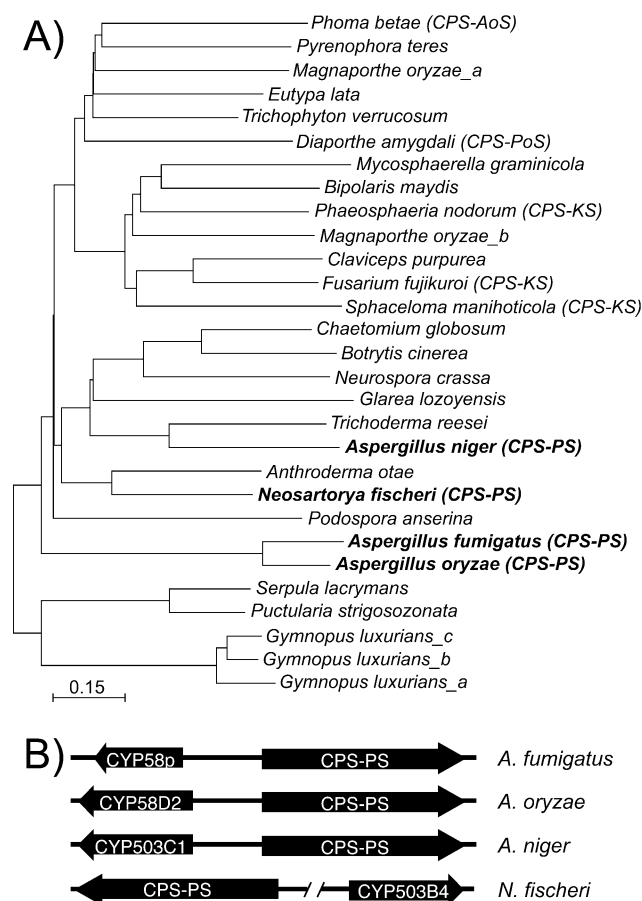 A)
Phoma betae (CPS-AoS)
Pyrenophora teres
Magnaporthe oryzae_a
Eutypa lata
Trichophyton verrucosum
Diaporthe amygdali (CPS-PoS)
Mycosphaerella graminicola
Bipolaris maydis
Phaeosphaeria nodorum (CPS-KS)
Magnaporthe oryzae_b
Claviceps purpurea
Fusarium fujikuroi (CPS-KS)
Sphaceloma manihoticola (CPS-KS)
Chaetomium globosum
Botrytis cinerea
Neurospora crassa
Glarea lozoyensis
Trichoderma reesei
Aspergillus niger (CPS-PS)
Anthroderma otae
Neosartorya fischeri (CPS-PS)
Podospora anserina
Aspergillus fumigatus (CPS-PS)
Aspergillus oryzae (CPS-PS)
Serpula lacrymans
Puctularia strigosozonata
Gymnopus luxurians_c
Gymnopus luxurians_b
Gymnopus luxurians_a
0.15
B)
CYP58p CPS-PS A. fumigatus
CYP58D2 CPS-PS A. oryzae
CYP503C1 CPS-PS A. niger
CPS-PS CYP503B4 N. fischeri